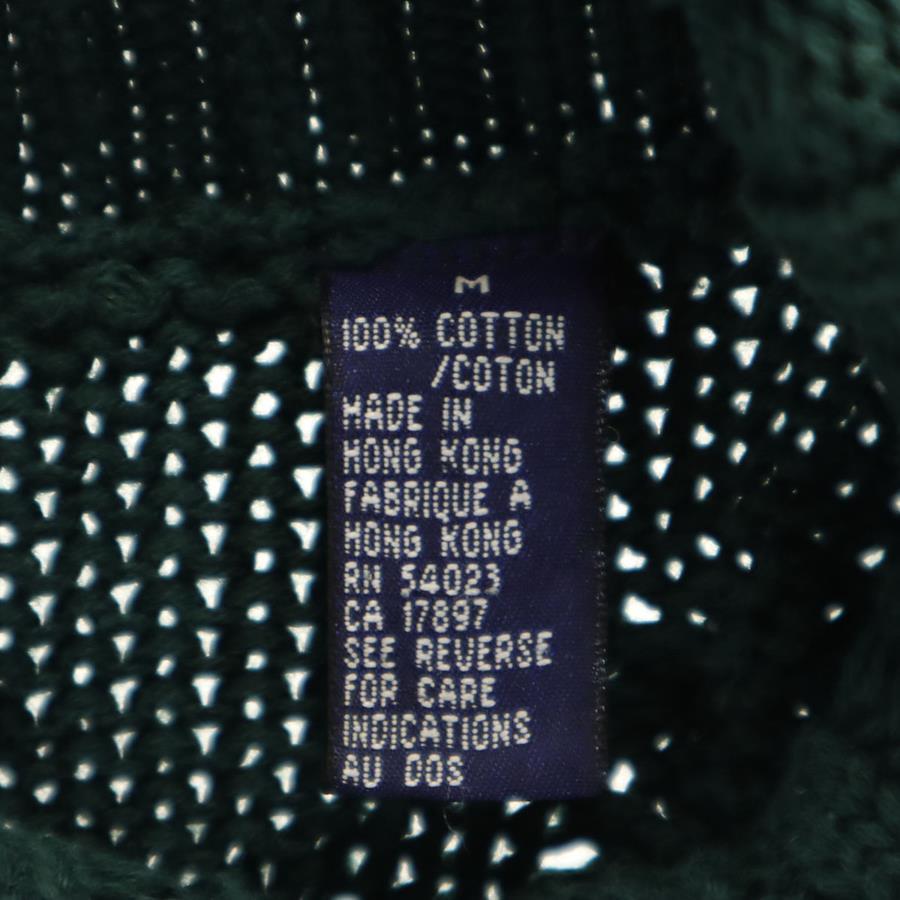 M
100% COTTON
/COTON
MADE IN
HONG KONG
FABRIQUE A
HONG KONG
RN 54023
CA 17897
SEE REVERSE
FOR CARE
INDICATIONS
AU DOS